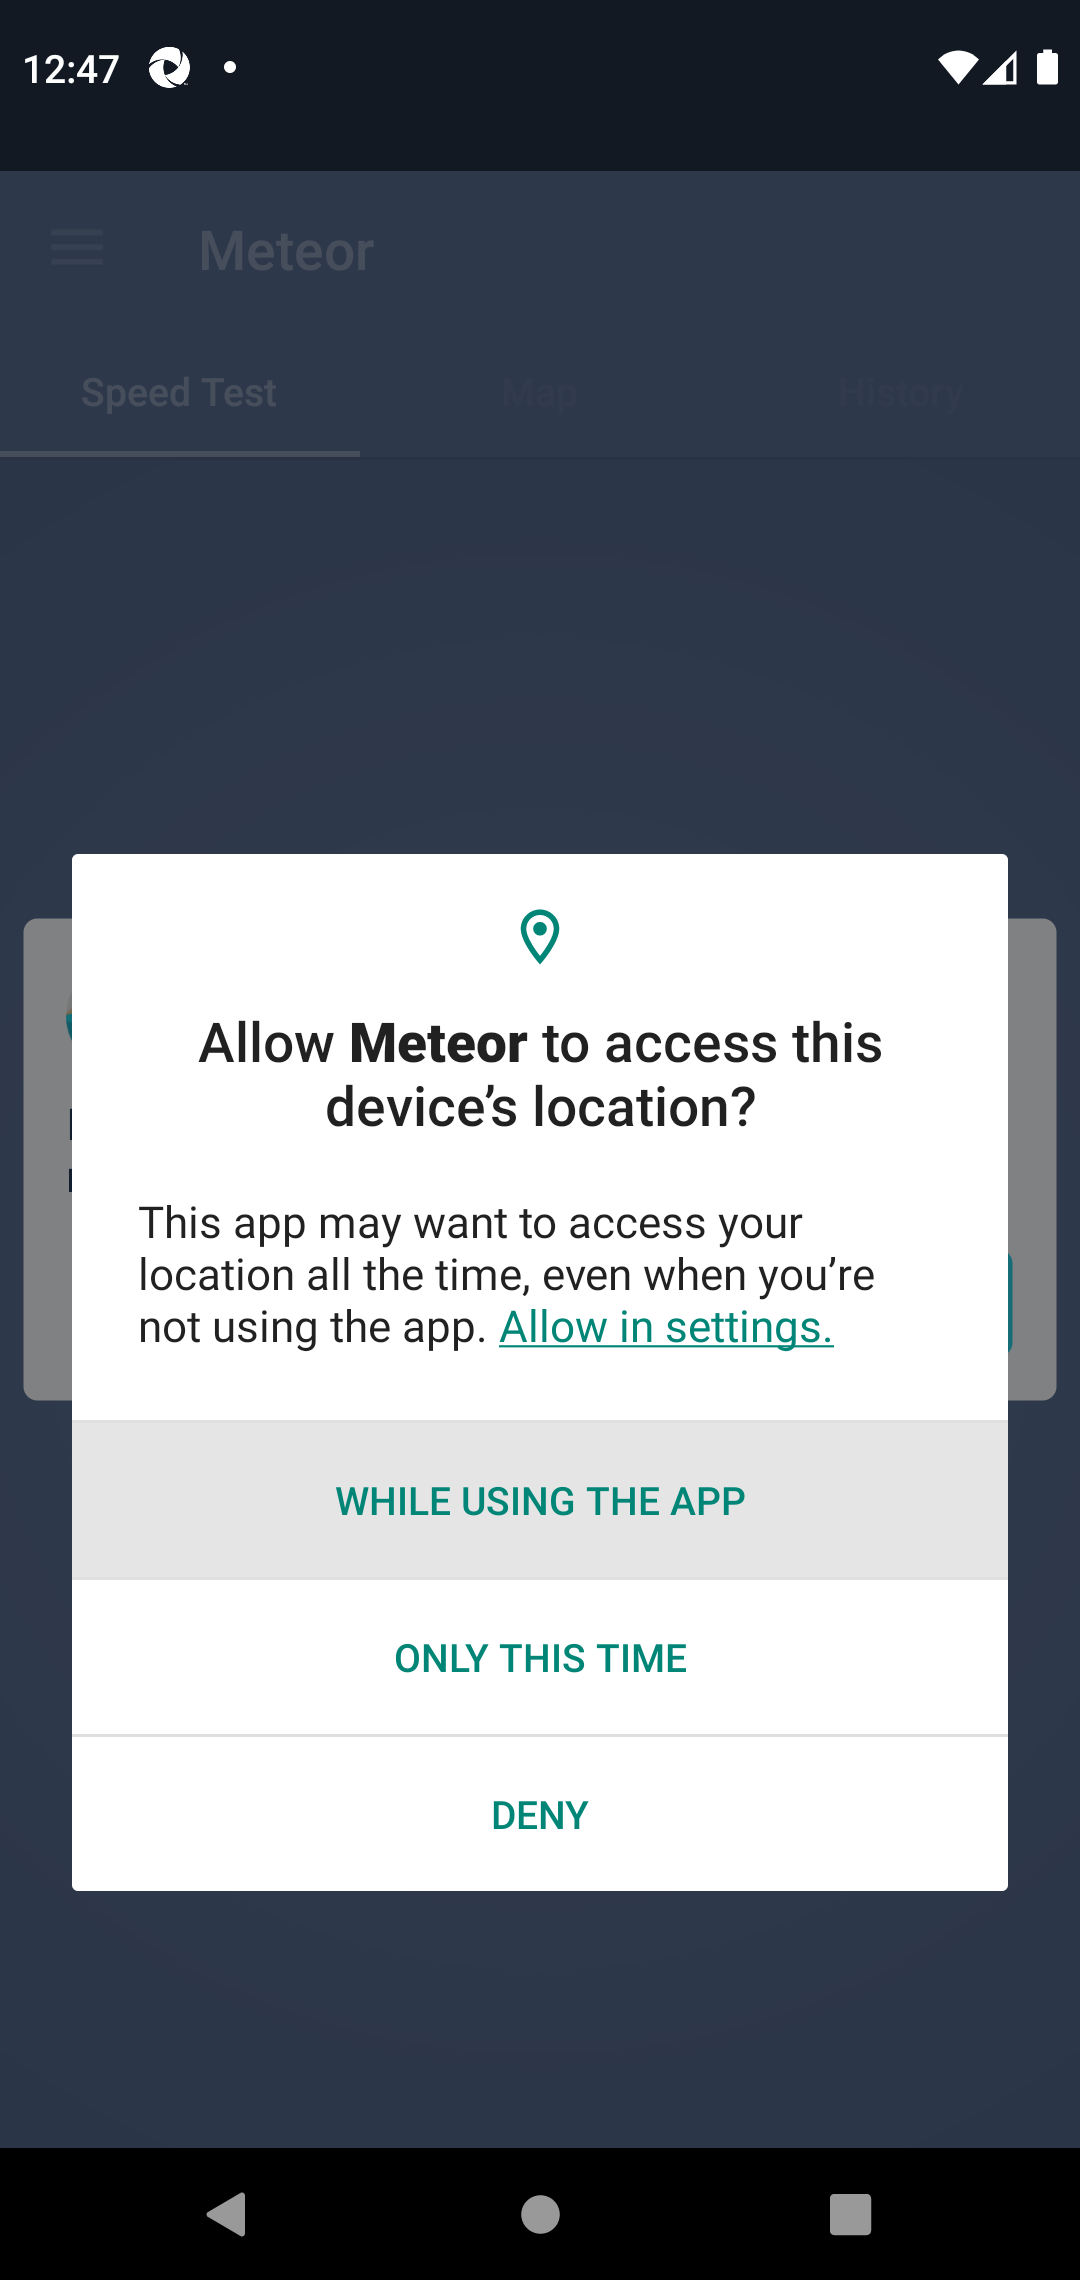 12:47
Meteor
Speed Test
Map
History
Allow Meteor to access this
device’s location?
This app may want to access your
location all the time, even when you’re
not using the app. Allow in settings.
WHILE USING THE APP
ONLY THIS TIME
DENY